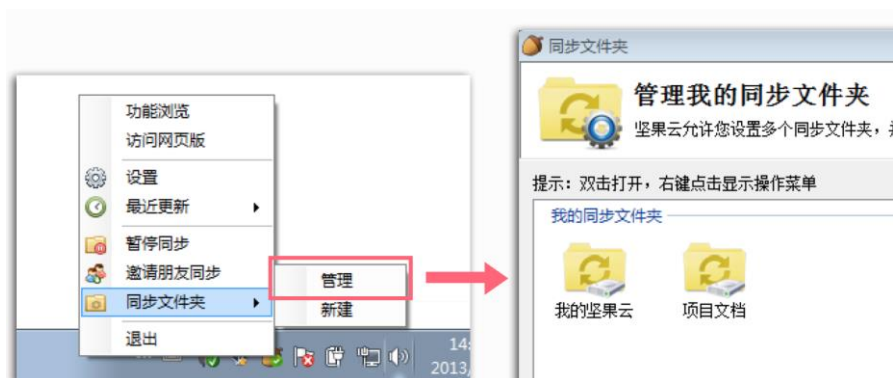 功能浏览
访问网页版
设置
最近更新
暂停同步
邀请朋友同步
同步文件夹
退出
管理
新建
14:
2013/
同步文件夹
管理我的同步文件夹
坚果云允许您设置多个同步文件夹，
提示：双击打开，右键点击显示操作菜单
我的同步文件夹
我的坚果云
项目文档